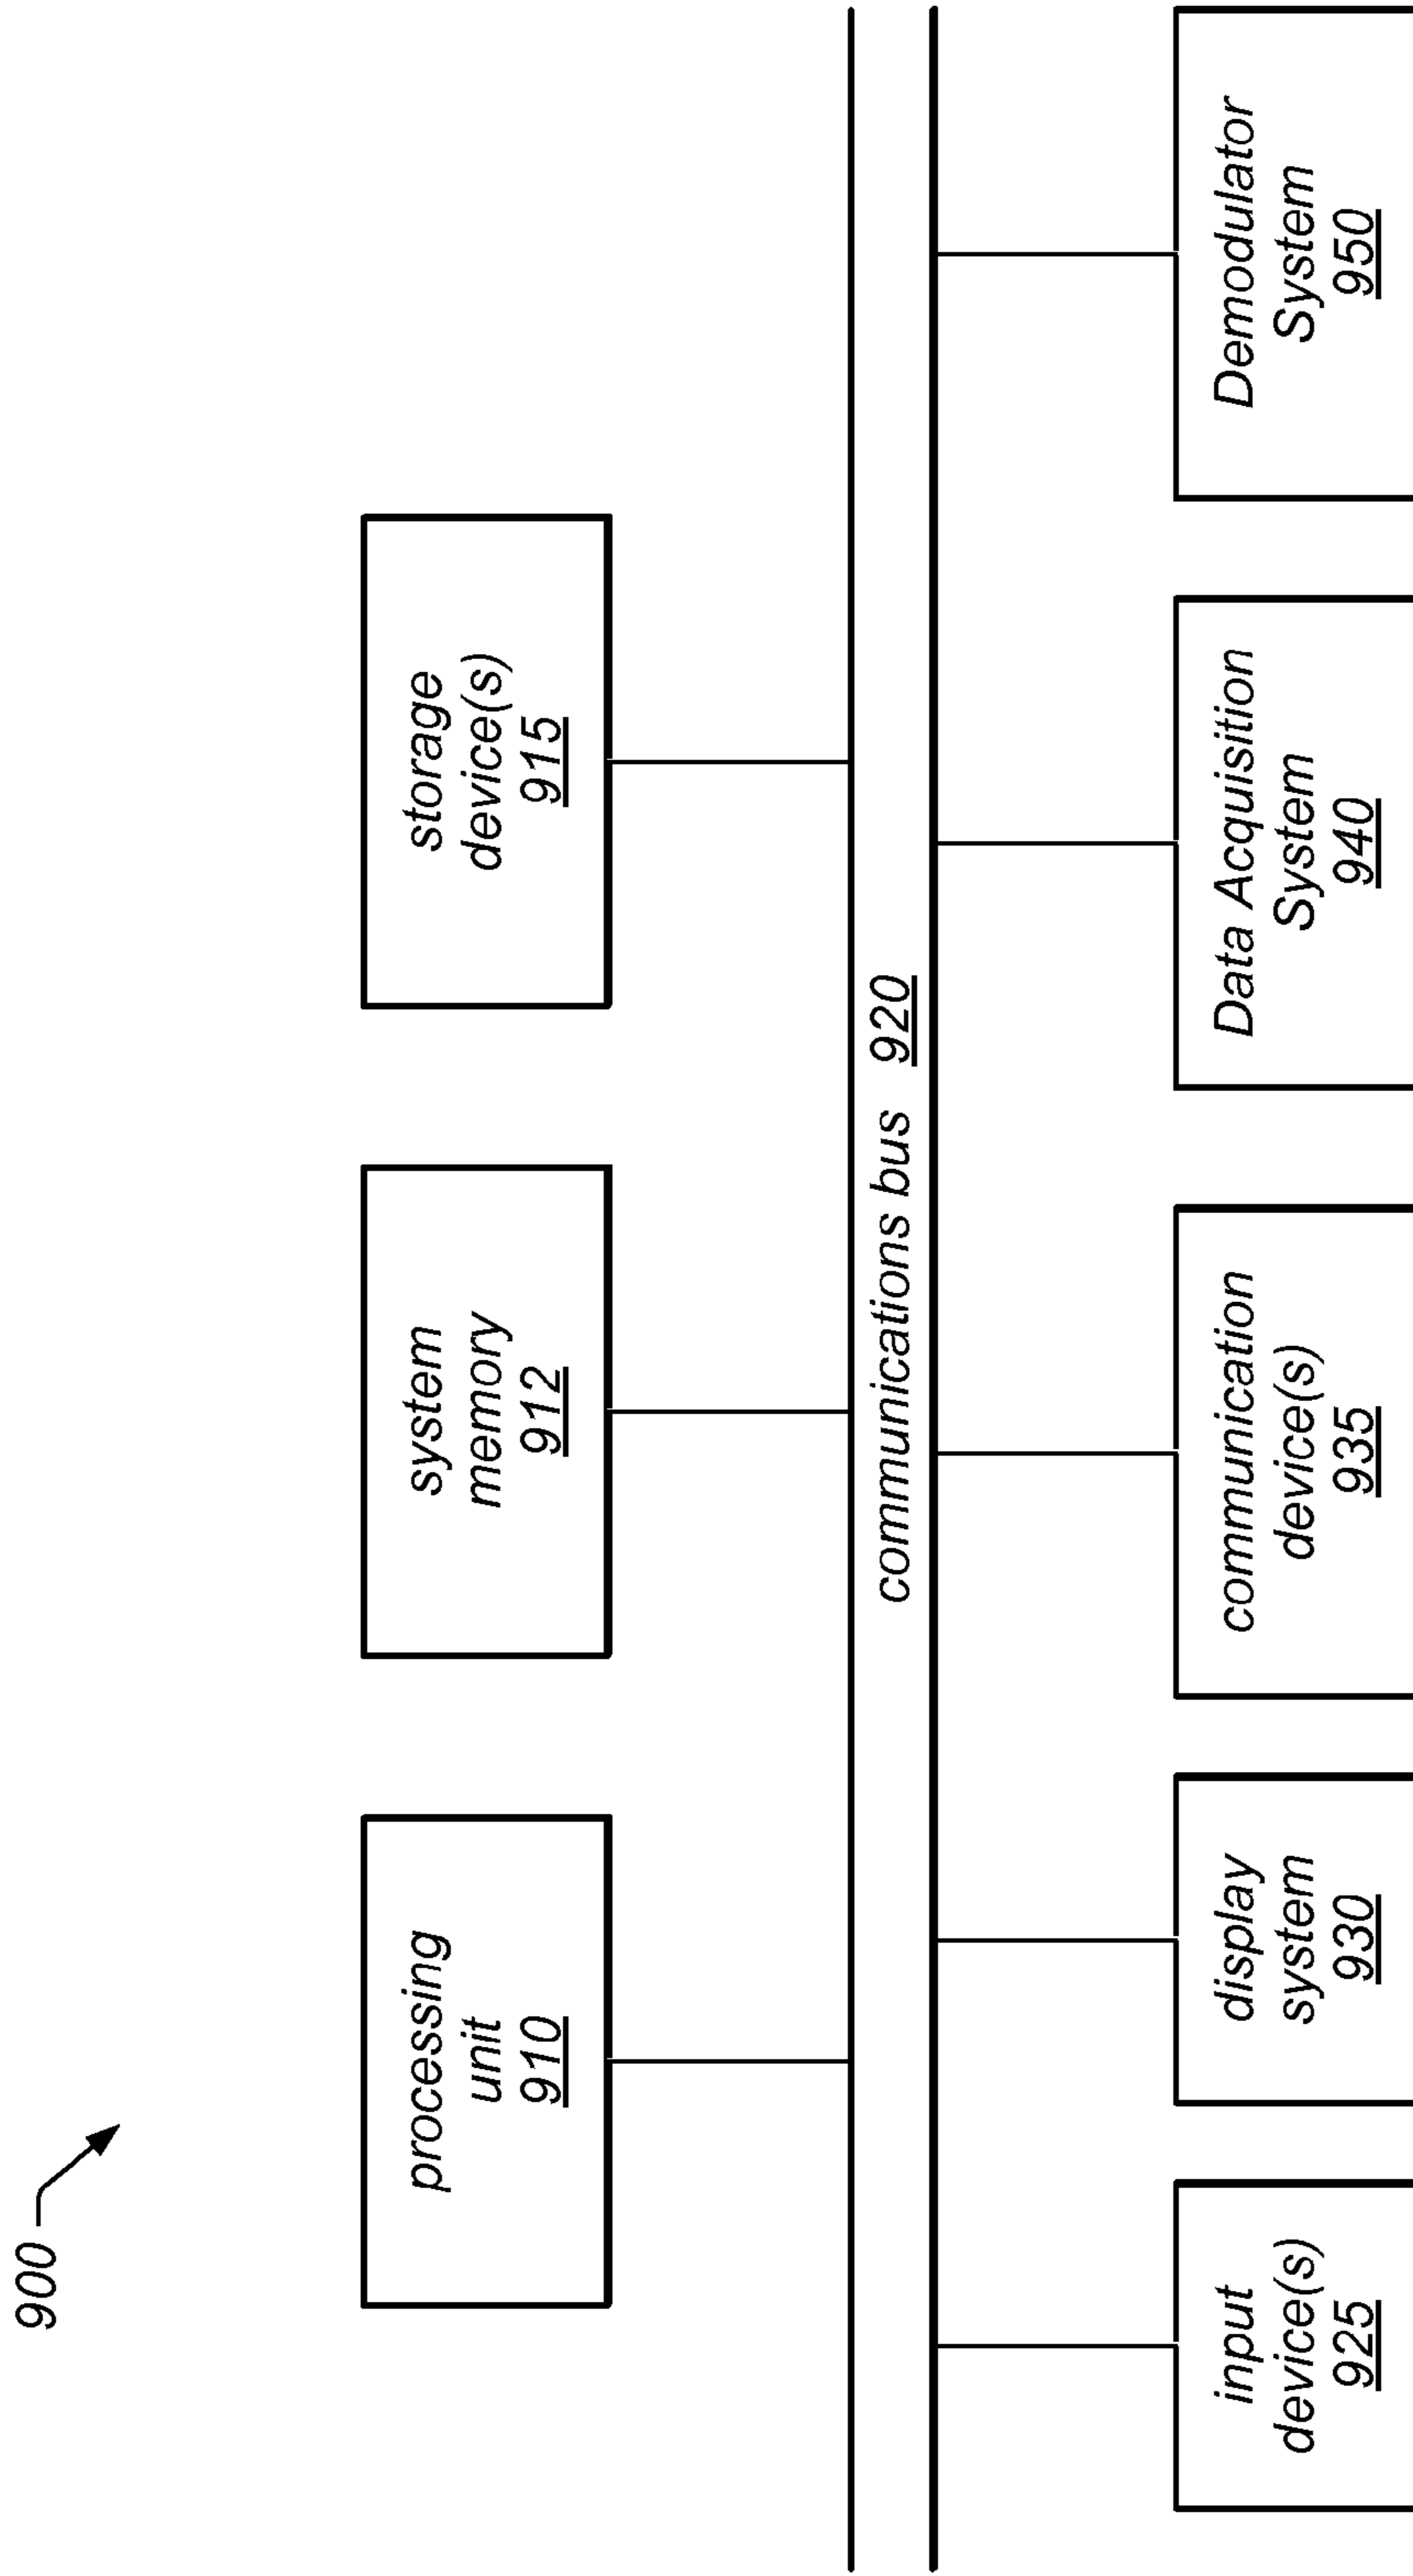 900
processing
unit
910
system
memory
912
storage
device(s)
915
communications bus 920
input
device(s)
925
display
system
930
communication
device(s)
935
Data Acquisition
System
940
Demodulator
System
950